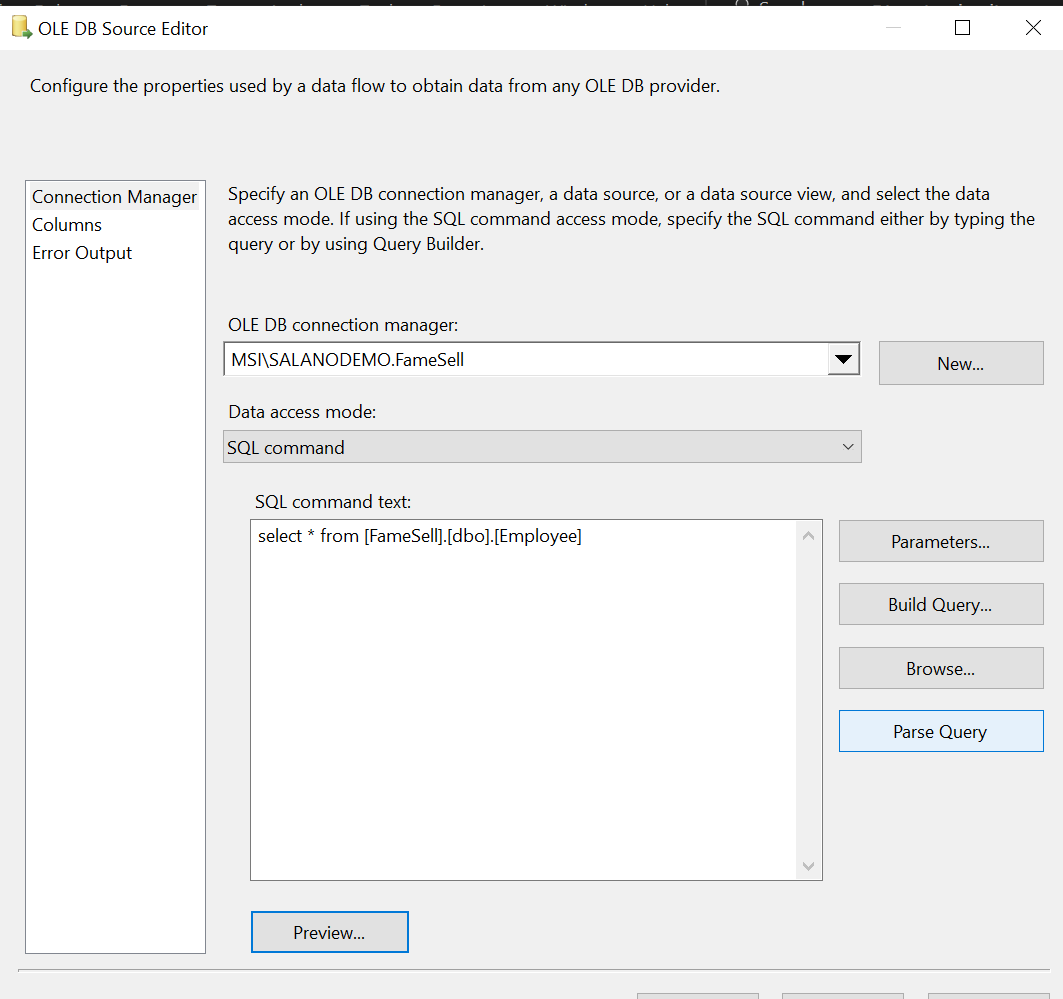 OLE DB Source Editor
Configure the properties used by a data flow to obtain data from any OLE DB provider.
Connection Manager
Columns
Error Output
Specify an OLE DB connection manager, a data source, or a data source view, and select the data
access mode. If using the SQL command access mode, specify the SQL command either by typing the
query or by using Query Builder.
OLE DB connection manager:
MSI\SALANODEMO.FameSell
New...
Data access mode:
SQL command
SQL command text:
select * from [FameSell].[dbo].[Employee]
Parameters...
Build Query...
Browse...
Parse Query
Preview...